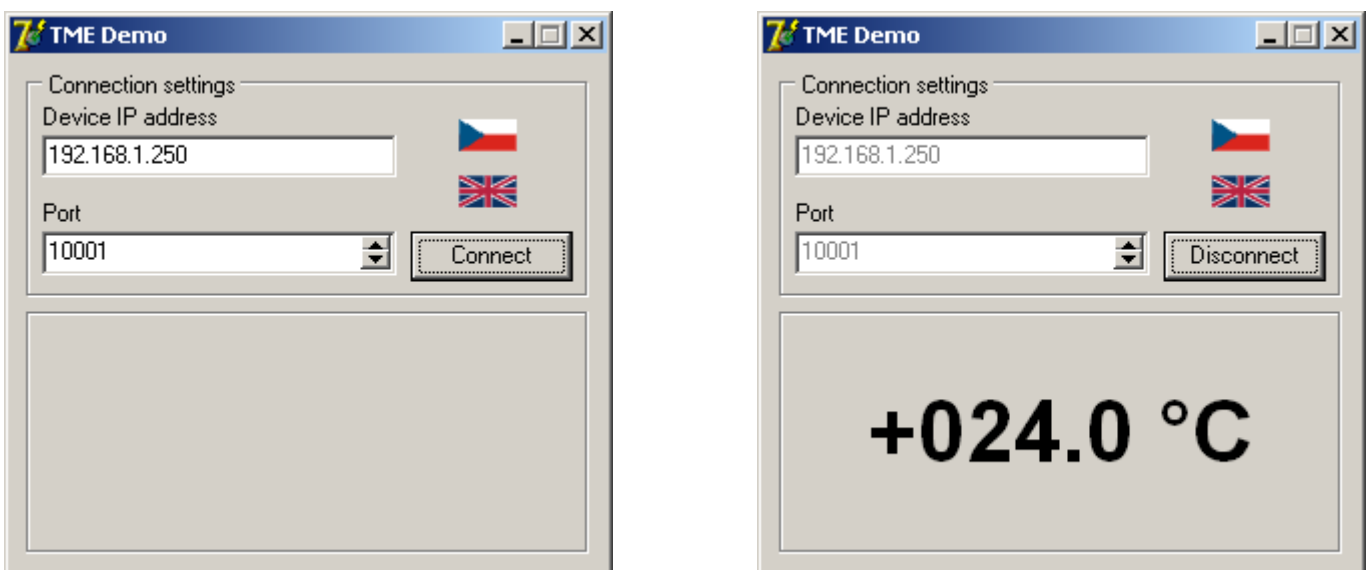 TME Demo
Connection settings
Device IP address
192.168.1.250
Port
10001
Connect
TME Demo
Connection settings
Device IP address
192.168.1.250
Port
10001
Disconnect
+024.0 °C